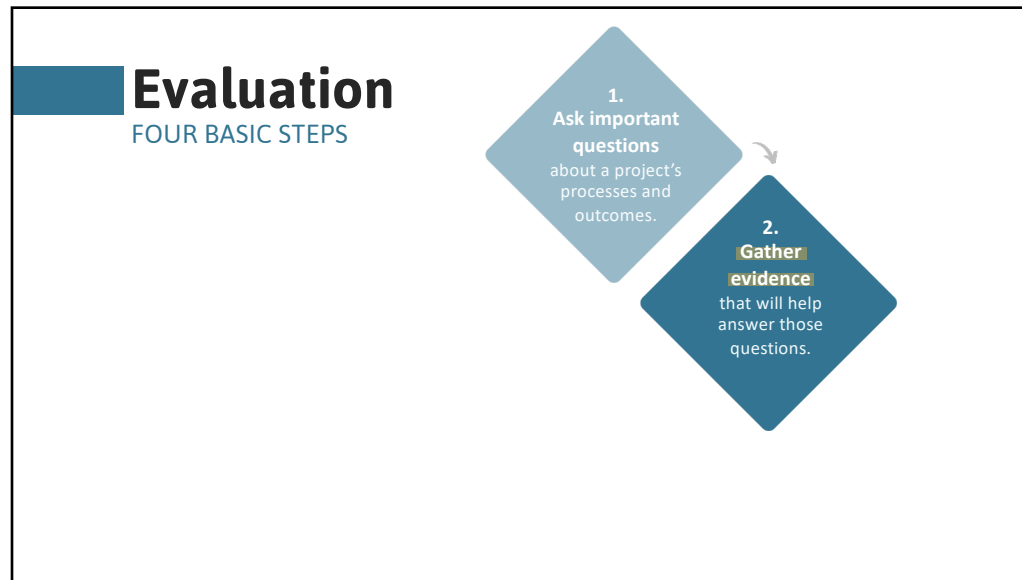 Evaluation
FOUR BASIC STEPS
1.
Ask important
questions
about a project's
processes and
outcomes.
2.
Gather
evidence
that will help
answer those
questions.